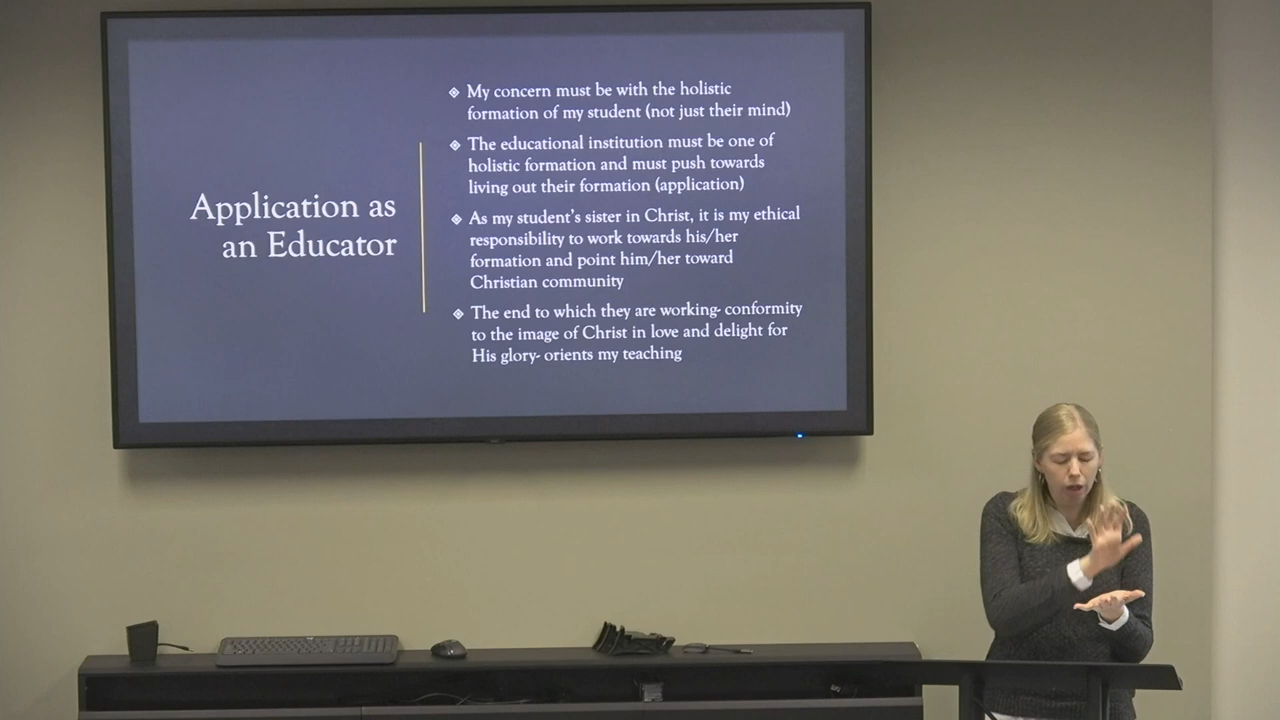 Application as
an Educator
My concern must be with the holistic
formation of my student (not just their mind)
The educational institution must be one of
holistic formation and must push towards
living out their formation (application)
As my student's sister in Christ, it is my ethical
responsibility to work towards his/her
formation and point him/her toward
Christian community
The end to which they are working- conformity
to the image of Christ in love and delight for
His glory- orients my teaching